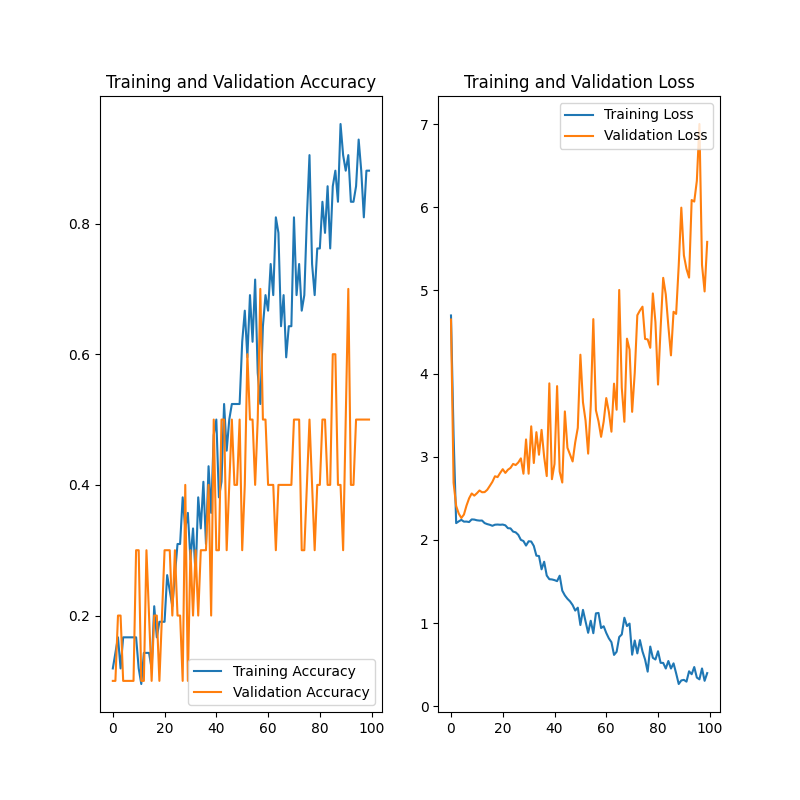 Training and Validation Accuracy
0.8
0.6
0.4
0.2
0 20 40 60 80 100
Training Accuracy
Validation Accuracy
Training and Validation Loss
7
6
5
4
3
2
1
0
0 20 40 60 80 100
Training Loss
Validation Loss